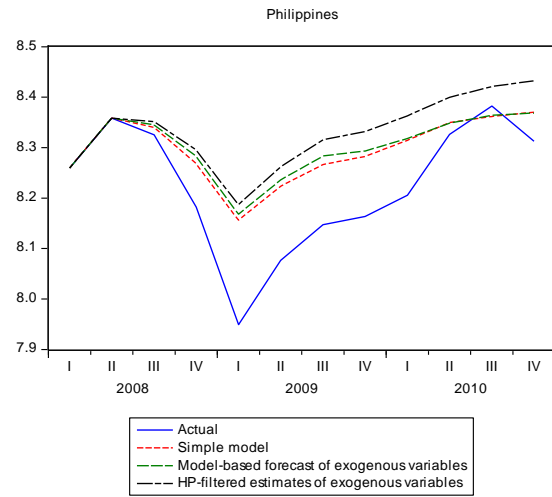 Philippines
8.5
8.4
8.3
8.2
8.1
8.0
7.9
I II III IV I II III IV I II III IV
2008 2009 2010
Actual
Simple model
Model-based forecast of exogenous variables
HP-filtered estimates of exogenous variables